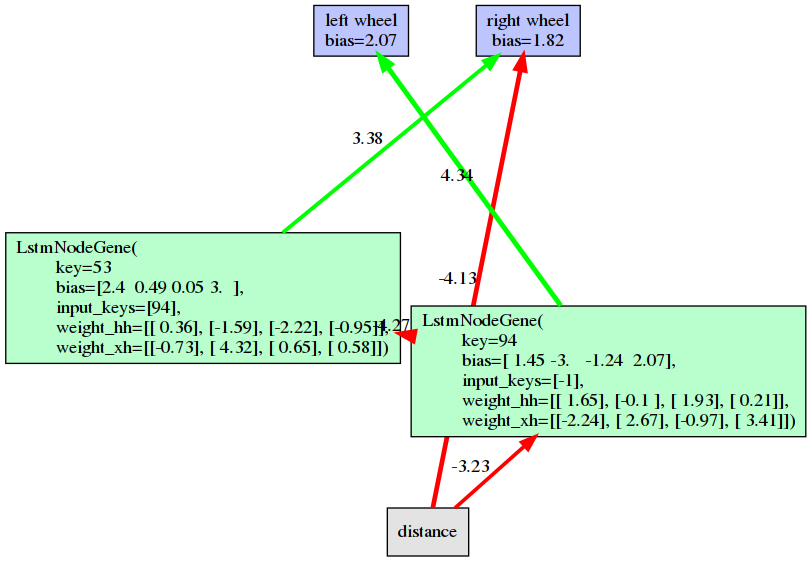 left wheel
bias=2.07
right wheel
bias=1.82
3.38
4.34
LstmNodeGene(
key=53
bias=[2.4 0.49 0.05 3. ],
input_keys=[94],
weight_hh=[[ 0.36], [-1.59], [-2.22], [-0.95]],
weight_xh=[[-0.73], [ 4.32], [ 0.65], [ 0.58]])
-4.13
-4.27
LstmNodeGene(
key=94
bias=[ 1.45 -3. -1.24 2.07],
input_keys=[-1],
weight_hh=[[ 1.65], [-0.1 ], [ 1.93], [ 0.21]],
weight_xh=[[-2.24], [ 2.67], [-0.97], [ 3.41]])
-3.23
distance